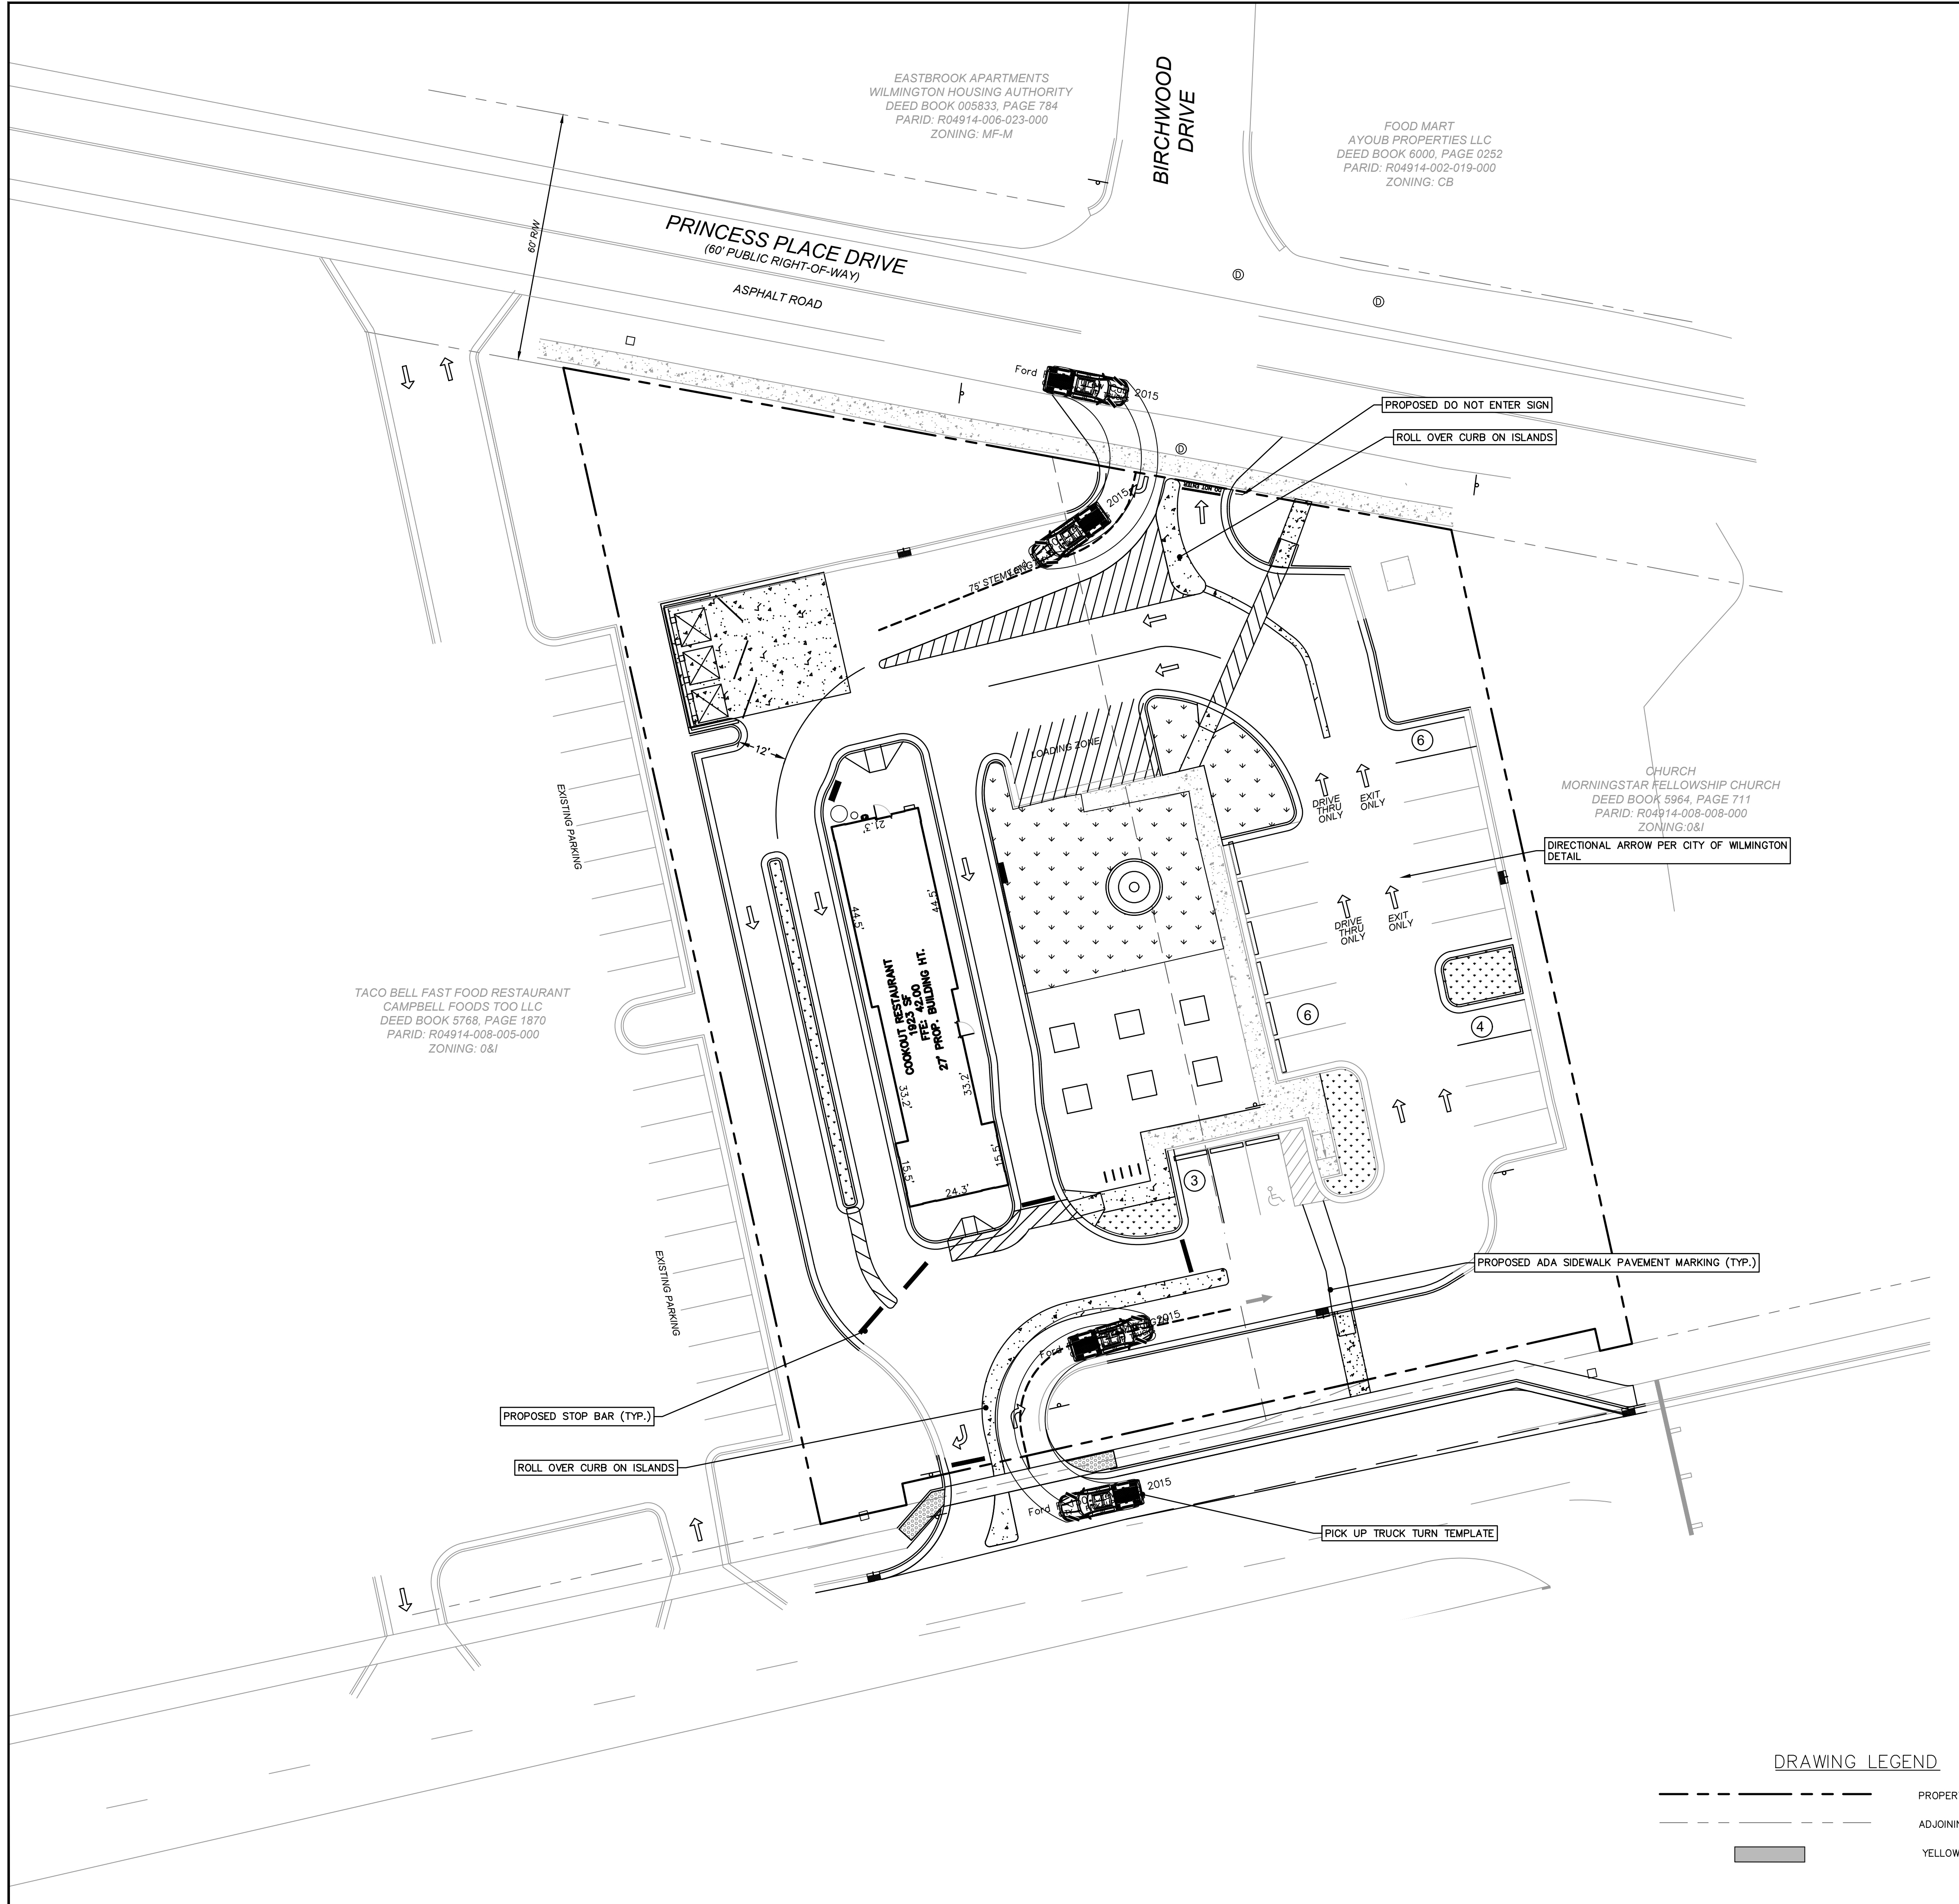 EASTBROOK APARTMENTS
WILMINGTON HOUSING AUTHORITY
DEED BOOK 005833, PAGE 784
PARID: R04914-006-023-000
ZONING: MF-M
BIRCHWOOD
DRIVE
FOOD MART
AYOUB PROPERTIES LLC
DEED BOOK 6000, PAGE 0252
PARID: R04914-002-019-000
ZONING: CB
60' R/W
PRINCESS PLACE DRIVE
(60' PUBLIC RIGHT-OF-WAY)
ASPHALT ROAD
D
D
Ford
2015
PROPOSED DO NOT ENTER SIGN
ROLL OVER CURB ON ISLANDS
D
DO NOT ENTER
2015
75' STEM
12'
LOADING ZONE
6
DRIVE
THRU
ONLY
EXIT
ONLY
CHURCH
MORNINGSTAR FELLOWSHIP CHURCH
DEED BOOK 5964, PAGE 711
PARID: R04914-008-008-000
ZONING:0&I
DIRECTIONAL ARROW PER CITY OF WILMINGTON
DETAIL
EXISTING PARKING
21.3'
44.5'
44.5'
DRIVE
THRU
ONLY
EXIT
ONLY
COOKOUT RESTAURANT
1923 SF
FFE: 42.00
27' PROP. BUILDING HT.
TACO BELL FAST FOOD RESTAURANT
CAMPBELL FOODS TOO LLC
DEED BOOK 5768, PAGE 1870
PARID: R04914-008-005-000
ZONING: 0&I
6
4
33.2'
33.2'
15.5'
15.5'
24.3'
3
EXISTING PARKING
PROPOSED ADA SIDEWALK PAVEMENT MARKING (TYP.)
Ford
2015
PROPOSED STOP BAR (TYP.)
ROLL OVER CURB ON ISLANDS
Ford
2015
PICK UP TRUCK TURN TEMPLATE
DRAWING LEGEND
PROPER
ADJOININ
YELLOW